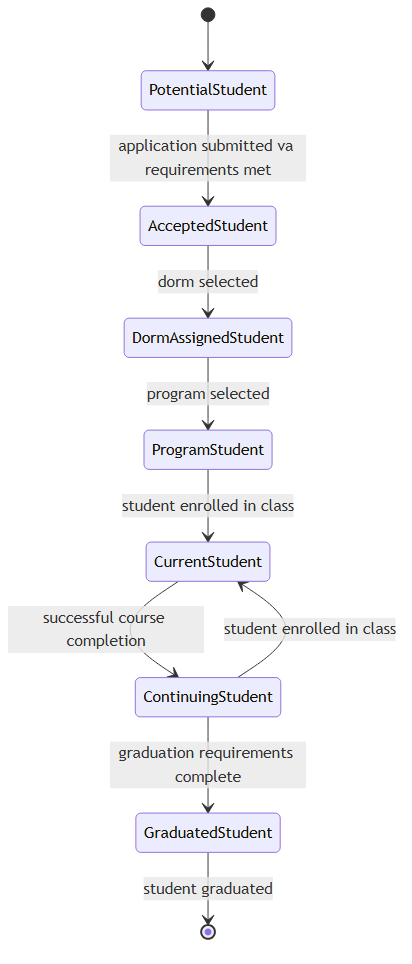 PotentialStudent
application submitted va
requirements met
AcceptedStudent
dorm selected
DormAssignedStudent
program selected
ProgramStudent
student enrolled in class
CurrentStudent
successful course
completion
student enrolled in class
ContinuingStudent
graduation requirements
complete
GraduatedStudent
student graduated